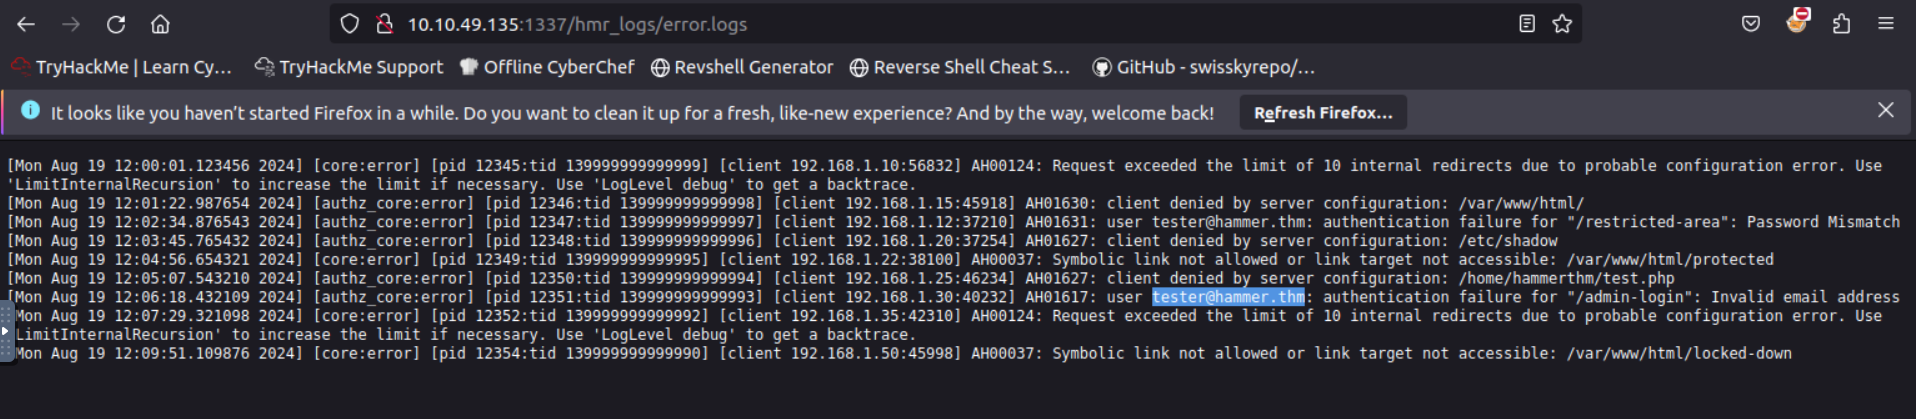 10.10.49.135:1337/hmr_logs/error.logs
TryHackMe | Learn Cy... TryHackMe Support Offline CyberChef Revshell Generator Reverse Shell Cheat S... GitHub - swisskyrepo/...
It looks like you haven't started Firefox in a while. Do you want to clean it up for a fresh, like-new experience? And by the way, welcome back! Refresh Firefox...
[Mon Aug 19 12:00:01.123456 2024] [core:error] [pid 12345:tid 139999999999999] [client 192.168.1.10:56832] AH00124: Request exceeded the limit of 10 internal redirects due to probable configuration error. Use
'LimitInternalRecursion' to increase the limit if necessary. Use 'LogLevel debug' to get a backtrace.
[Mon Aug 19 12:01:22.987654 2024] [authz_core:error] [pid 12346:tid 139999999999998] [client 192.168.1.15:45918] AH01630: client denied by server configuration: /var/www/html/
[Mon Aug 19 12:02:34.876543 2024] [authz_core:error] [pid 12347:tid 139999999999997] [client 192.168.1.12:37210] AH01631: user tester@hammer.thm: authentication failure for "/restricted-area": Password Mismatch
[Mon Aug 19 12:03:45.765432 2024] [authz_core:error] [pid 12348:tid 139999999999996] [client 192.168.1.20:37254] AH01627: client denied by server configuration: /etc/shadow
[Mon Aug 19 12:04:56.654321 2024] [core:error] [pid 12349:tid 139999999999995] [client 192.168.1.22:38100] AH00037: Symbolic link not allowed or link target not accessible: /var/www/html/protected
[Mon Aug 19 12:05:07.543210 2024] [authz_core:error] [pid 12350:tid 139999999999994] [client 192.168.1.25:46234] AH01627: client denied by server configuration: /home/hammerthm/test.php
[Mon Aug 19 12:06:18.432109 2024] [authz_core:error] [pid 12351:tid 139999999999993] [client 192.168.1.30:40232] AH01617: user tester@hammer.thm: authentication failure for "/admin-login": Invalid email address
Mon Aug 19 12:07:29.321098 2024] [core:error] [pid 12352:tid 139999999999992] [client 192.168.1.35:42310] AH00124: Request exceeded the limit of 10 internal redirects due to probable configuration error. Use
LimitInternalRecursion' to increase the limit if necessary. Use 'LogLevel debug' to get a backtrace.
Mon Aug 19 12:09:51.109876 2024] [core:error] [pid 12354:tid 139999999999990] [client 192.168.1.50:45998] AH00037: Symbolic link not allowed or link target not accessible: /var/www/html/locked-down